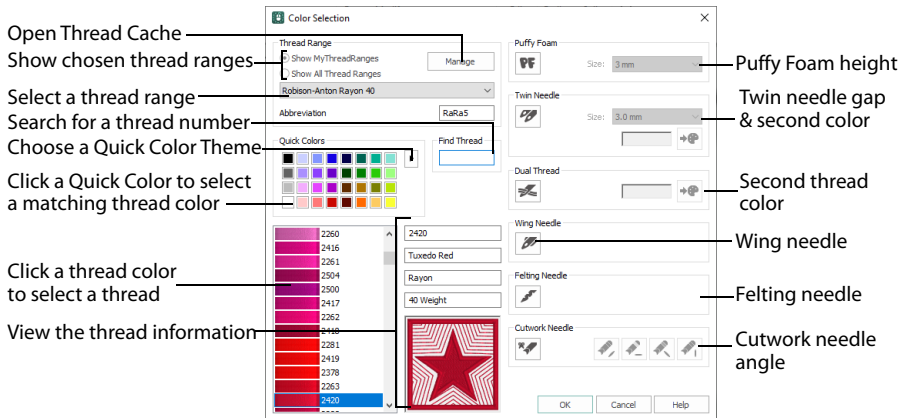 Color Selection
Open Thread Cache
Show chosen thread ranges
Select a thread range
Search for a thread number
Choose a Quick Color Theme
Click a Quick Color to select
a matching thread color
Click a thread color
to select a thread
View the thread information
Thread Range
Show MyThreadRanges
Show All Thread Ranges
Manage
Robison-Anton Rayon 40
Abbreviation
RaRa5
Quick Colors
Find Thread
2260
2416
2261
2504
2500
2417
2262
2418
2281
2419
2378
2263
2420
2420
Tuxedo Red
Rayon
40 Weight
Puffy Foam
PF
Size:
3 mm
Twin Needle
Size:
3.0 mm
Dual Thread
Wing Needle
Felting Needle
Cutwork Needle
OK
Cancel
Help
Puffy Foam height
Twin needle gap
& second color
Second thread
color
Wing needle
Felting needle
Cutwork needle
angle